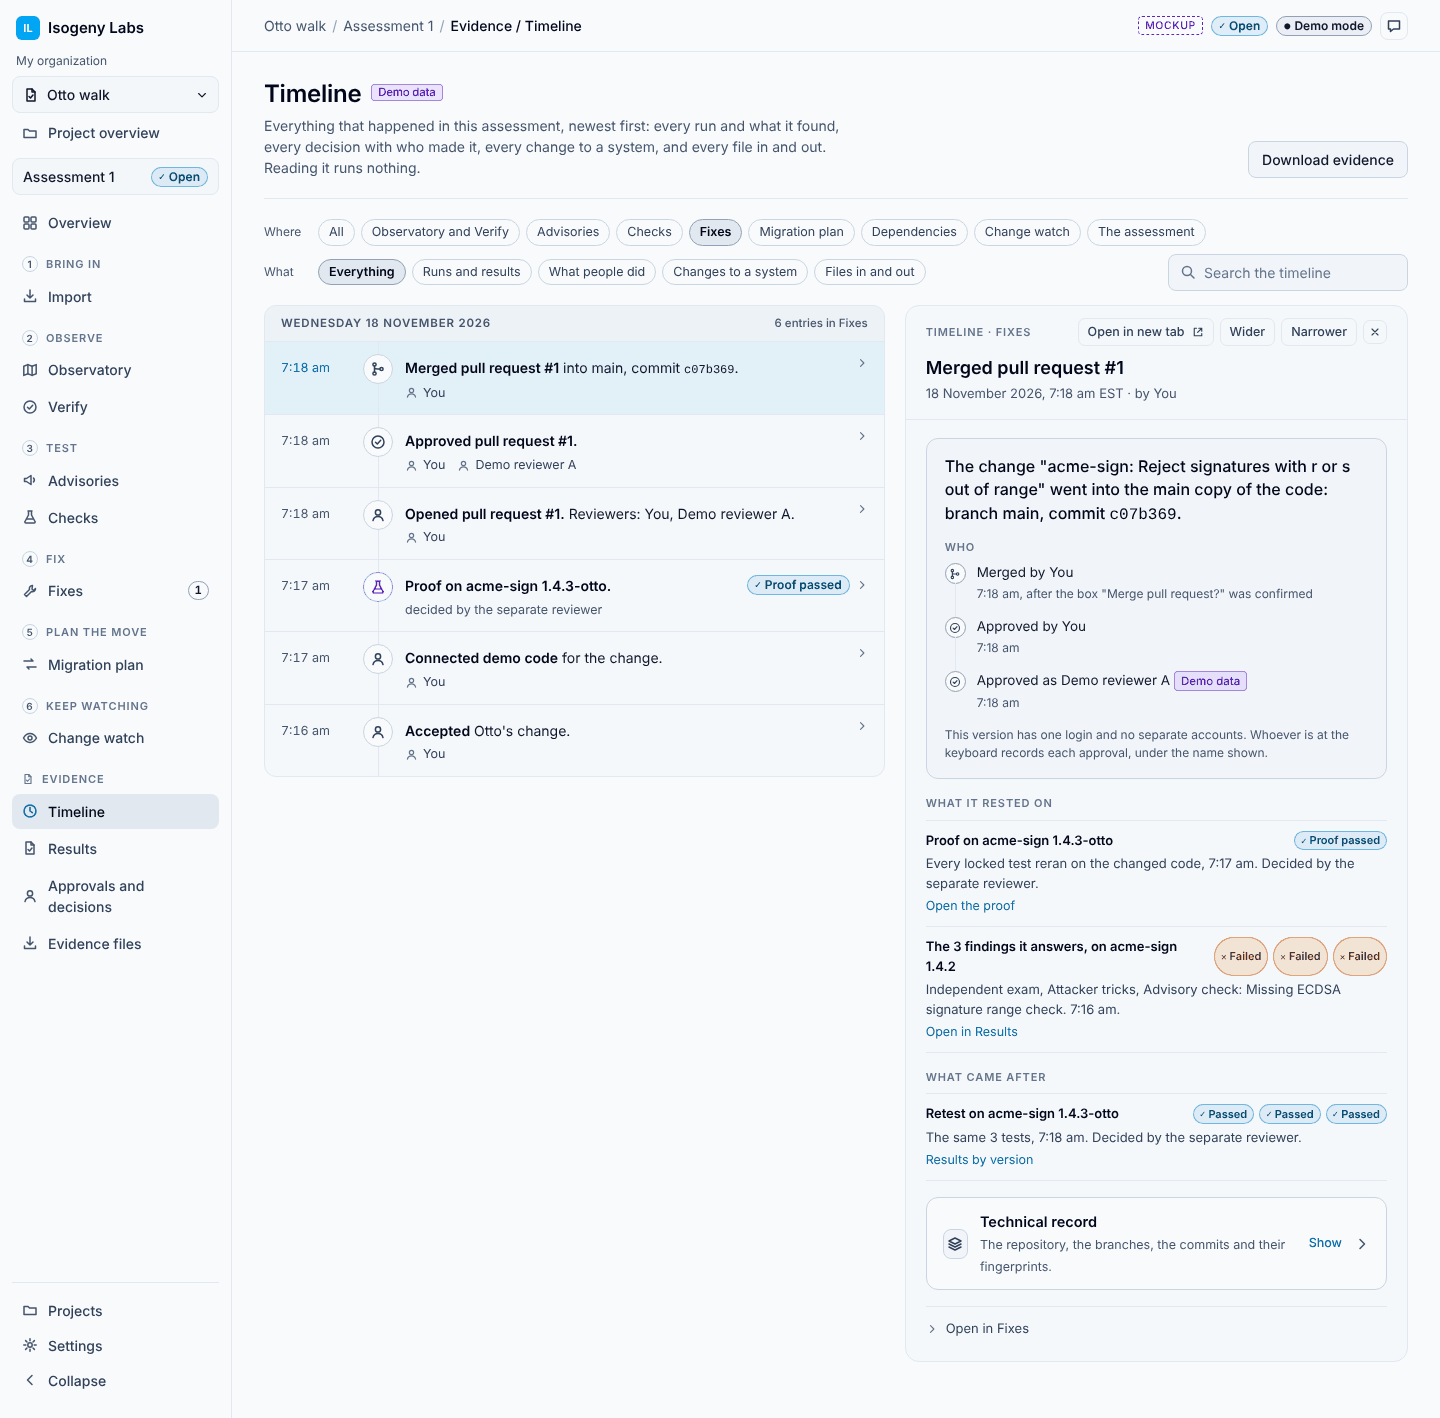 IL Isogeny Labs
My organization
Otto walk
Project overview
Assessment 1 ✓ Open
Overview
1 BRING IN
Import
2 OBSERVE
Observatory
Verify
3 TEST
Advisories
Checks
4 FIX
Fixes 1
5 PLAN THE MOVE
Migration plan
6 KEEP WATCHING
Change watch
EVIDENCE
Timeline
Results
Approvals and
decisions
Evidence files
Projects
Settings
Collapse
Otto walk / Assessment 1 / Evidence / Timeline
MOCKUP ✓ Open ● Demo mode
Timeline Demo data
Everything that happened in this assessment, newest first: every run and what it found,
every decision with who made it, every change to a system, and every file in and out.
Reading it runs nothing.
Download evidence
Where All Observatory and Verify Advisories Checks Fixes Migration plan Dependencies Change watch The assessment
What Everything Runs and results What people did Changes to a system Files in and out
Search the timeline
WEDNESDAY 18 NOVEMBER 2026 6 entries in Fixes
7:18 am Merged pull request #1 into main, commit c07b369.
You
7:18 am Approved pull request #1.
You Demo reviewer A
7:18 am Opened pull request #1. Reviewers: You, Demo reviewer A.
You
7:17 am Proof on acme-sign 1.4.3-otto. ✓ Proof passed
decided by the separate reviewer
7:17 am Connected demo code for the change.
You
7:16 am Accepted Otto's change.
You
TIMELINE · FIXES Open in new tab Wider Narrower ×
Merged pull request #1
18 November 2026, 7:18 am EST · by You
The change "acme-sign: Reject signatures with r or s
out of range" went into the main copy of the code:
branch main, commit c07b369.
WHO
Merged by You
7:18 am, after the box "Merge pull request?" was confirmed
Approved by You
7:18 am
Approved as Demo reviewer A Demo data
7:18 am
This version has one login and no separate accounts. Whoever is at the
keyboard records each approval, under the name shown.
WHAT IT RESTED ON
Proof on acme-sign 1.4.3-otto ✓ Proof passed
Every locked test reran on the changed code, 7:17 am. Decided by the
separate reviewer.
Open the proof
The 3 findings it answers, on acme-sign
1.4.2
× Failed × Failed × Failed
Independent exam, Attacker tricks, Advisory check: Missing ECDSA
signature range check. 7:16 am.
Open in Results
WHAT CAME AFTER
Retest on acme-sign 1.4.3-otto ✓ Passed ✓ Passed ✓ Passed
The same 3 tests, 7:18 am. Decided by the separate reviewer.
Results by version
Technical record
The repository, the branches, the commits and their
fingerprints.
Show
Open in Fixes